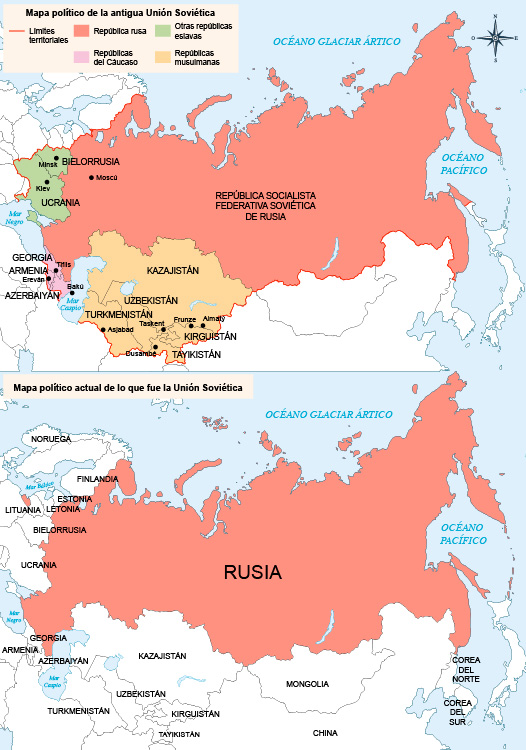 Mapa político de la antigua Unión Soviética
Límites
territoriales
República rusa
Otras repúblicas
eslavas
Repúblicas
del Cáucaso
Repúblicas
musulmanas
OCÉANO GLACIAR ÁRTICO
N
O
E
S
OCÉANO
PACÍFICO
BIELORRUSIA
Minsk
Moscú
Kiev
UCRANIA
REPÚBLICA SOCIALISTA
FEDERATIVA SOVIÉTICA
DE RUSIA
Mar
Negro
GEORGIA
Tiflis
ARMENIA
Ereván
Bakú
AZERBAIYÁN
Mar
Caspio
KAZAJISTÁN
UZBEKISTÁN
TURKMENISTÁN
Taskent
Frunze
Almaty
Asjabad
KIRGUISTÁN
Dusambé
TAYIKISTÁN
Mapa político actual de lo que fue la Unión Soviética
OCÉANO GLACIAR ÁRTICO
NORUEGA
FINLANDIA
Mar Báltico
ESTONIA
LITUANIA
LETONIA
BIELORRUSIA
OCÉANO
PACÍFICO
UCRANIA
RUSIA
Mar
Negro
GEORGIA
ARMENIA
AZERBAIYÁN
KAZAJISTÁN
COREA
DEL
NORTE
Mar
Caspio
MONGOLIA
UZBEKISTÁN
COREA
DEL
SUR
TURKMENISTÁN
KIRGUISTÁN
TAYIKISTÁN
CHINA